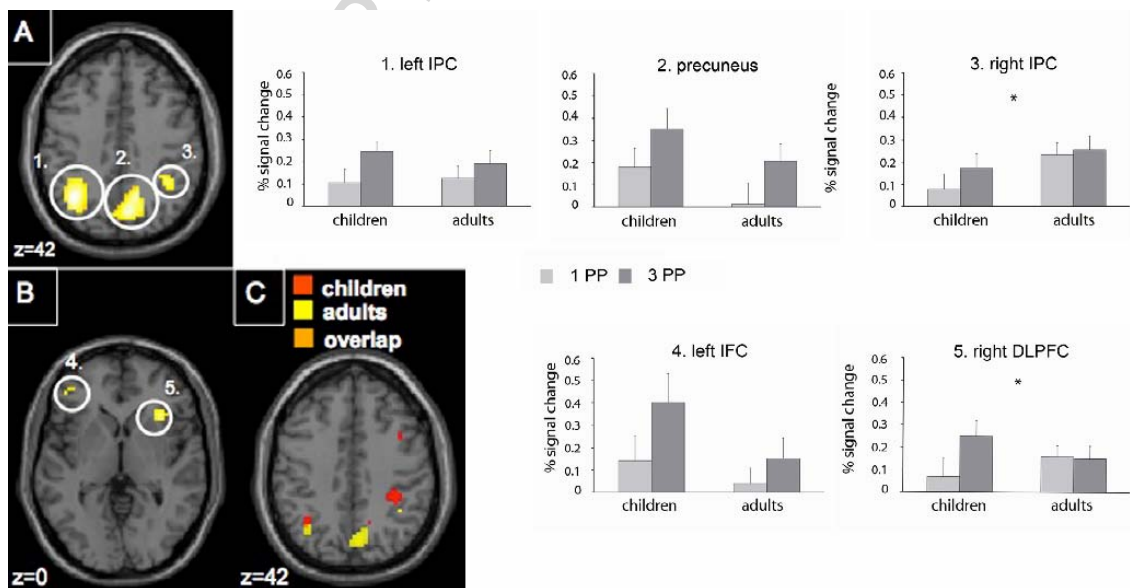 A
1.
2.
3.
z=42
1. left IPC
% signal change
0.6
0.5
0.4
0.3
0.2
0.1
0
children
adults
2. precuneus
% signal change
0.6
0.5
0.4
0.3
0.2
0.1
0
children
adults
3. right IPC
% signal change
0.6
0.5
0.4
0.3
0.2
0.1
0
*
children
adults
1 PP
3 PP
B
4.
5.
z=0
C
children
adults
overlap
z=42
4. left IFC
% signal change
0.6
0.5
0.4
0.3
0.2
0.1
0
children
adults
5. right DLPFC
% signal change
0.6
0.5
0.4
0.3
0.2
0.1
0
*
children
adults